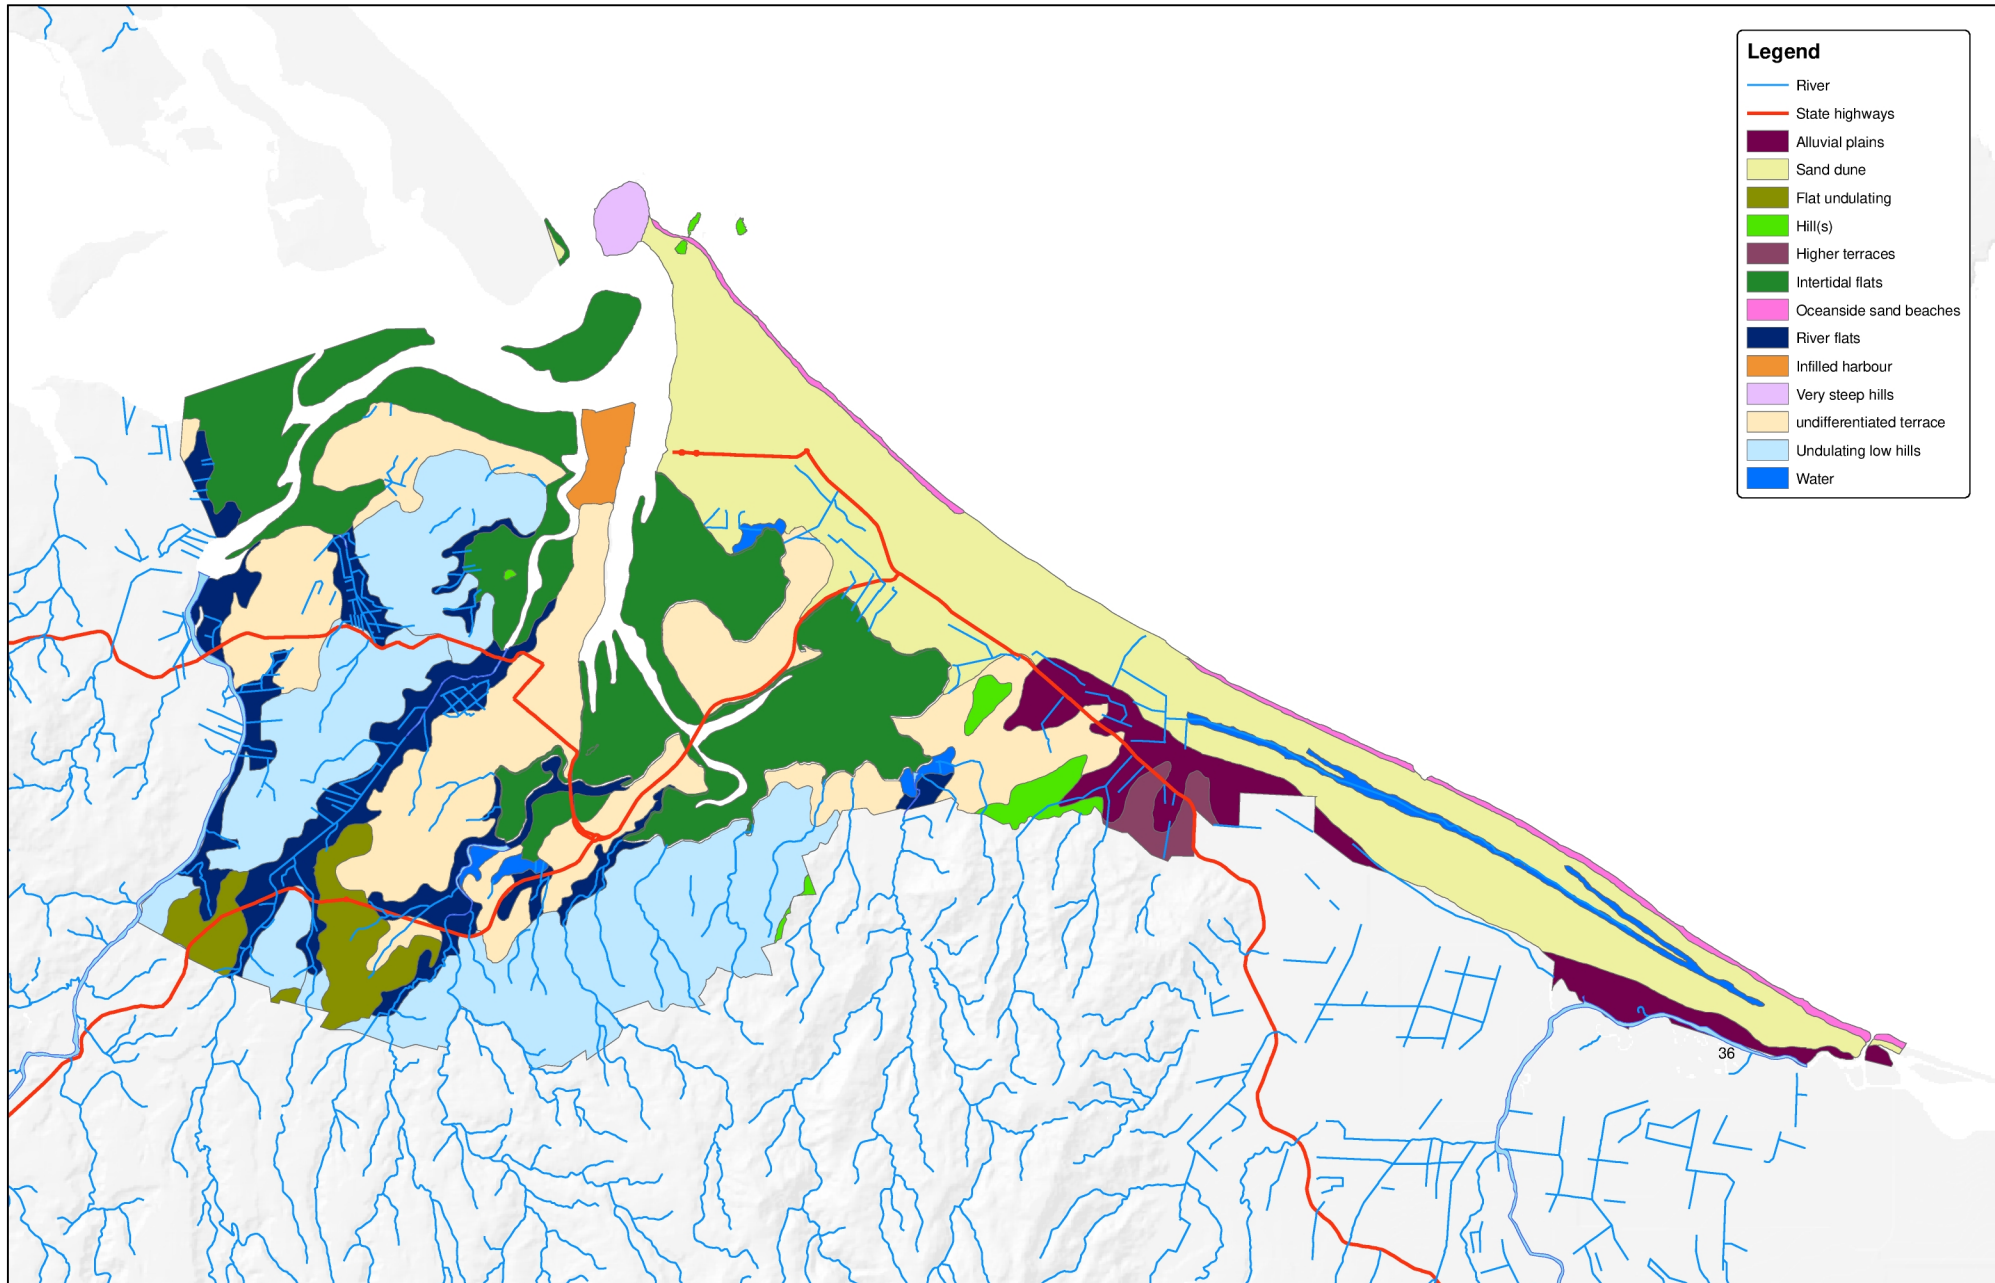 Legend
River
State highways
Alluvial plains
Sand dune
Flat undulating
Hill(s)
Higher terraces
Intertidal flats
Oceanside sand beaches
River flats
Infilled harbour
Very steep hills
undifferentiated terrace
Undulating low hills
Water
36